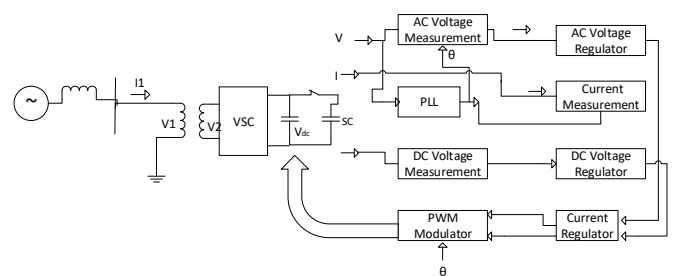 ~
I1
V1
V2
VSC
Vdc
SC
V
I
AC Voltage
Measurement
θ
AC Voltage
Regulator
PLL
Current
Measurement
DC Voltage
Measurement
DC Voltage
Regulator
PWM
Modulator
Current
Regulator
θ